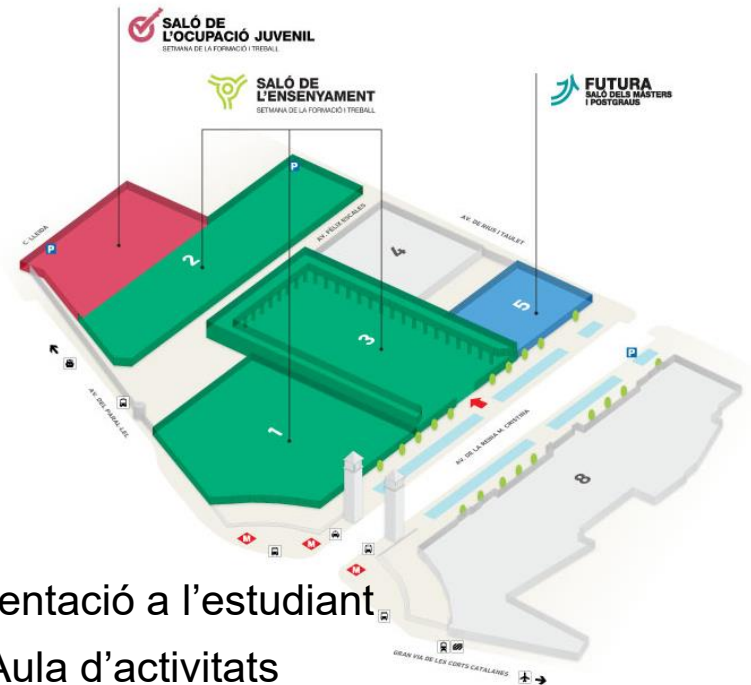 SALÓ DE
L'OCUPACIÓ JUVENIL
SETMANA DE LA FORMACIÓ I TREBALL
SALÓ DE
L'ENSENYAMENT
SETMANA DE LA FORMACIÓ I TREBALL
FUTURA
SALÓ DELS MÀSTERS
I POSTGRAUS
P
C. LLEIDA
P
2
AV. FÈLIX ESCALES
4
AV. DE RIUS I TAULET
5
3
P
AV. DEL PARAL·LEL
1
AV. DE LA REINA M. CRISTINA
8
M
M
M
entació a l’estudiant
Aula d’activitats
GRAN VIA DE LES CORTS CATALANES